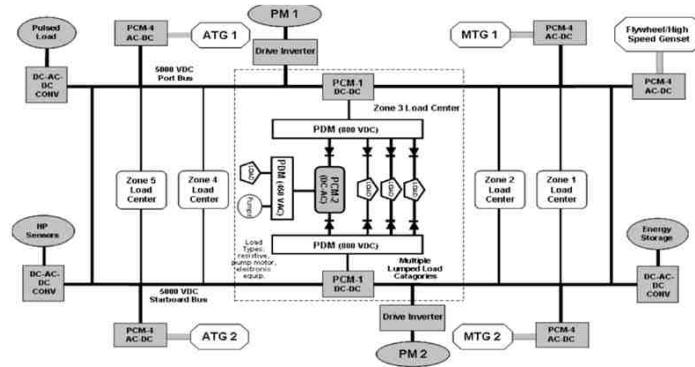 Pulsed
Load
PCM-4
AC-DC
ATG 1
PM 1
Drive Inverter
MTG 1
PCM-4
AC-DC
Flywheel/High
Speed Genset
DC-AC-
DC
CONV
5000 VDC
Port Bus
PCM-1
DC-DC
PCM-4
AC-DC
Zone 3 Load Center
PDM (800 VDC)
Zone 5
Load
Center
Zone 4
Load
Center
LOAD
Pump
PDM (450 VAC)
PCM-2
(DC-AC)
LOAD
LOAD
LOAD
Zone 2
Load
Center
Zone 1
Load
Center
HP
Sensors
Load
Types:
resistive,
pump motor,
electronic
equip.
PDM (800 VDC)
Multiple
Lumped Load
Catagories
Energy
Storage
DC-AC-
DC
CONV
5000 VDC
Starboard Bus
PCM-1
DC-DC
DC-AC-
DC
CONV
PCM-4
AC-DC
ATG 2
Drive Inverter
PM 2
MTG 2
PCM-4
AC-DC